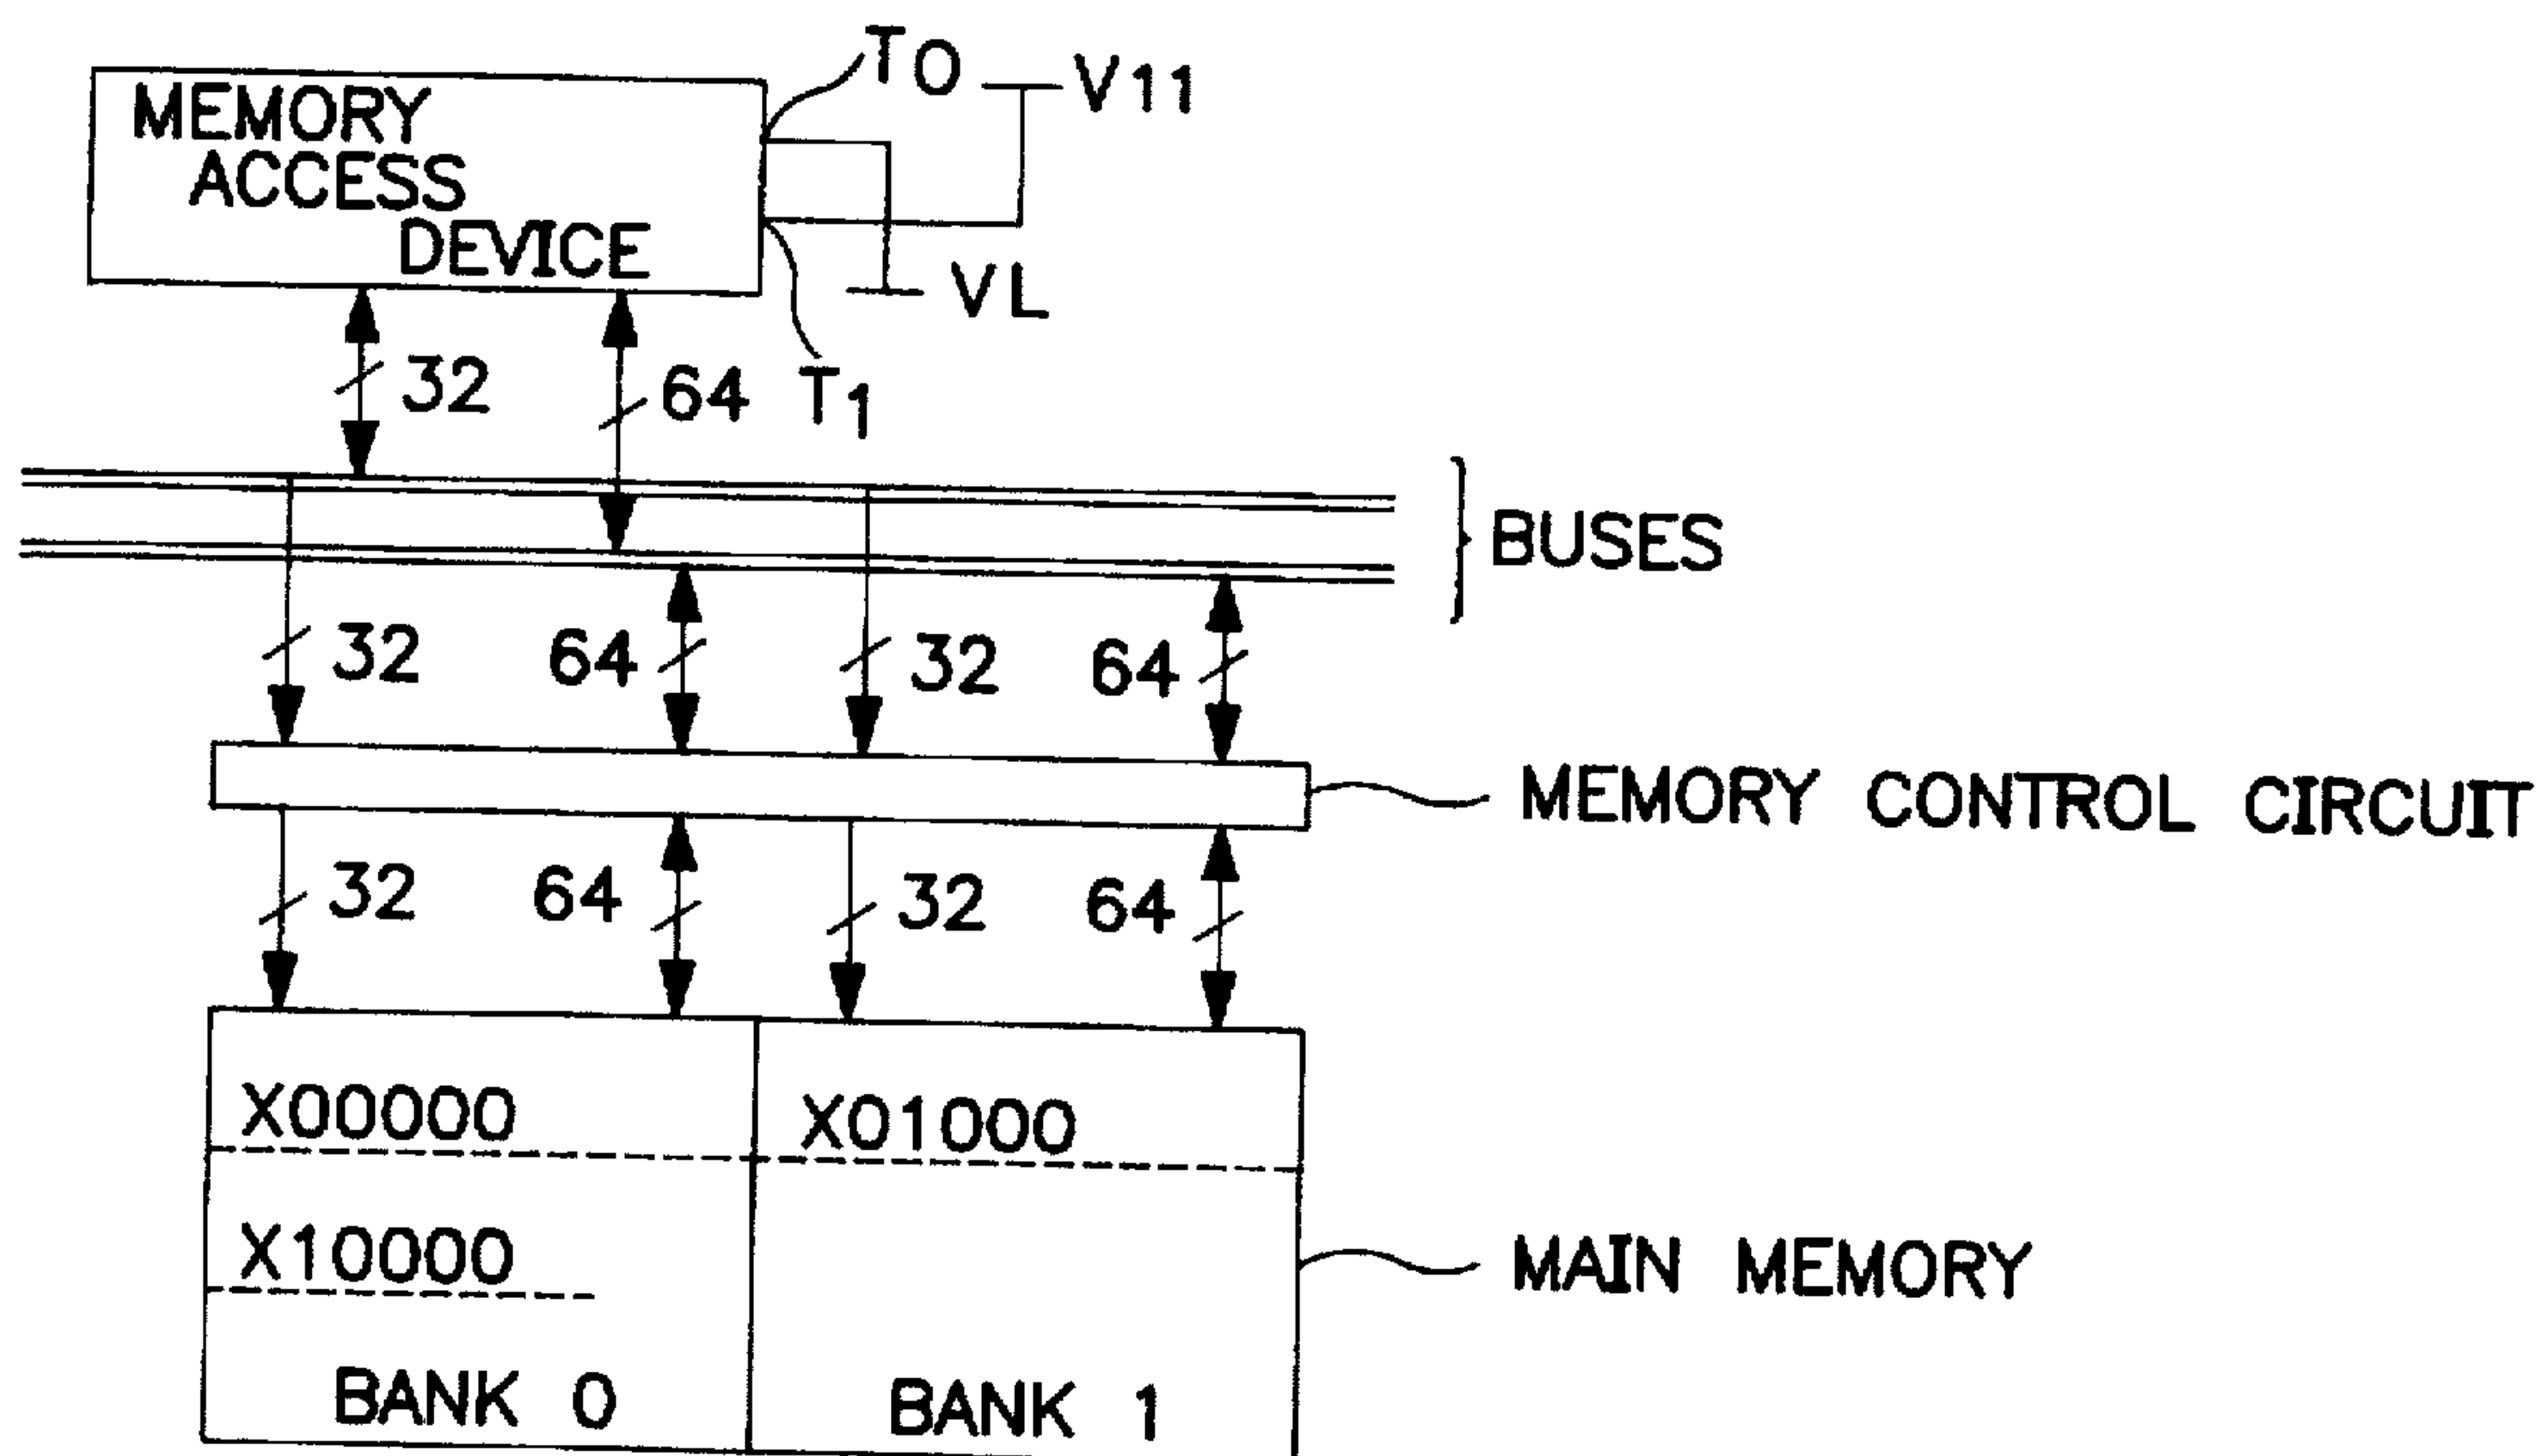 T0
V11
MEMORY
ACCESS
DEVICE
VL
T1
32
64
BUSES
32
64
32
64
MEMORY CONTROL CIRCUIT
32
64
32
64
X00000
X01000
X10000
MAIN MEMORY
BANK 0
BANK 1